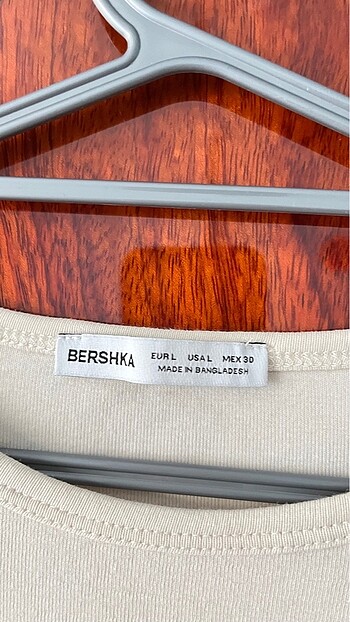 BERSHKA
EUR L USA L MEX 30
MADE IN BANGLADESH